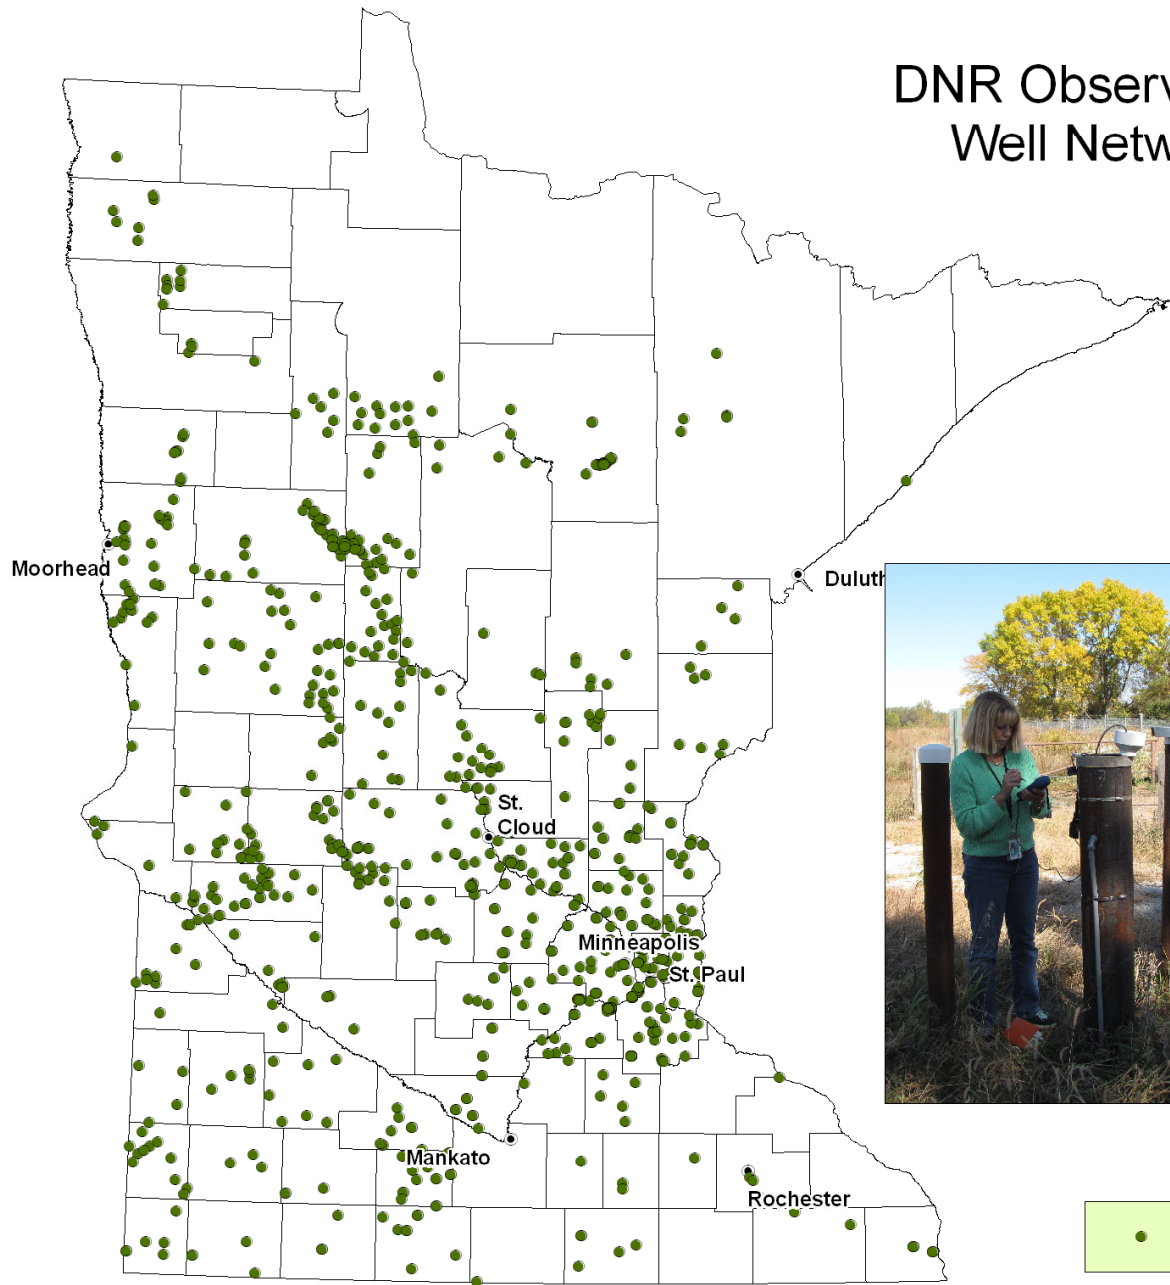 DNR Observ
Well Netw
Moorhead
Duluth
St.
Cloud
Minneapolis
St. Paul
Mankato
Rochester